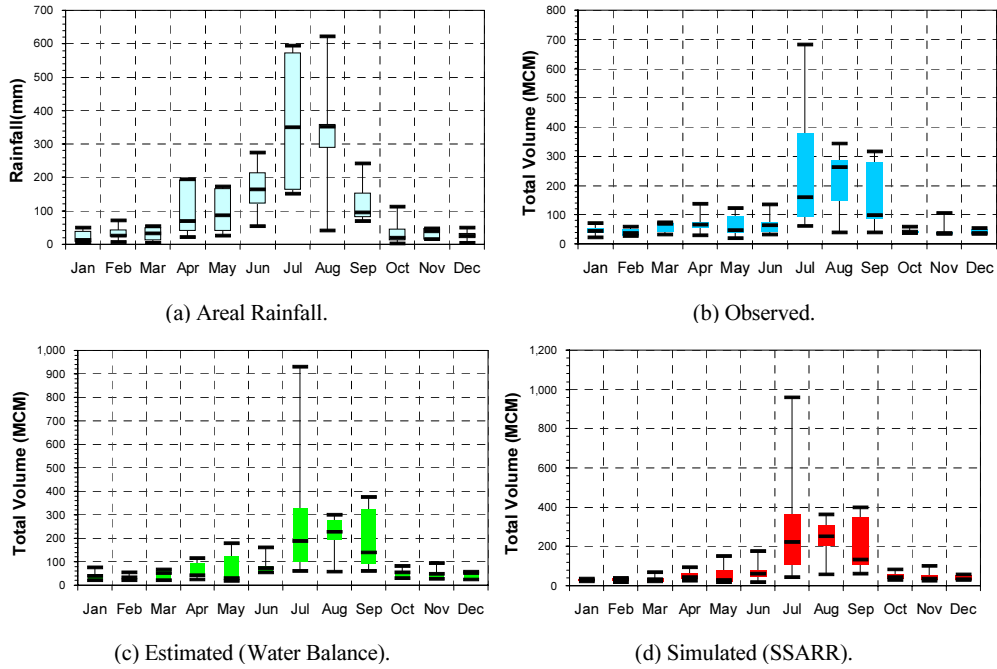 700
600
500
400
300
200
100
0
Rainfall(mm)
Jan Feb Mar Apr May Jun Jul Aug Sep Oct Nov Dec
(a) Areal Rainfall.
800
700
600
500
400
300
200
100
0
Total Volume (MCM)
Jan Feb Mar Apr May Jun Jul Aug Sep Oct Nov Dec
(b) Observed.
1,000
900
800
700
600
500
400
300
200
100
0
Total Volume (MCM)
Jan Feb Mar Apr May Jun Jul Aug Sep Oct Nov Dec
(c) Estimated (Water Balance).
1,200
1,000
800
600
400
200
0
Total Volume (MCM)
Jan Feb Mar Apr May Jun Jul Aug Sep Oct Nov Dec
(d) Simulated (SSARR).